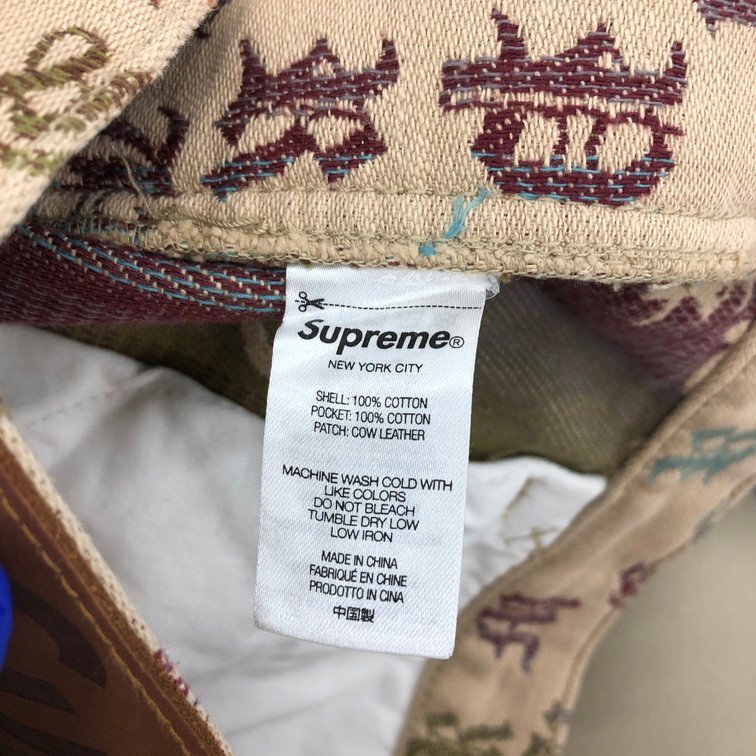 Supreme®
NEW YORK CITY
SHELL: 100% COTTON
POCKET: 100% COTTON
PATCH: COW LEATHER
MACHINE WASH COLD WITH
LIKE COLORS
DO NOT BLEACH
TUMBLE DRY LOW
LOW IRON
MADE IN CHINA
FABRIQUÉ EN CHINE
PRODOTTO IN CINA
中国製